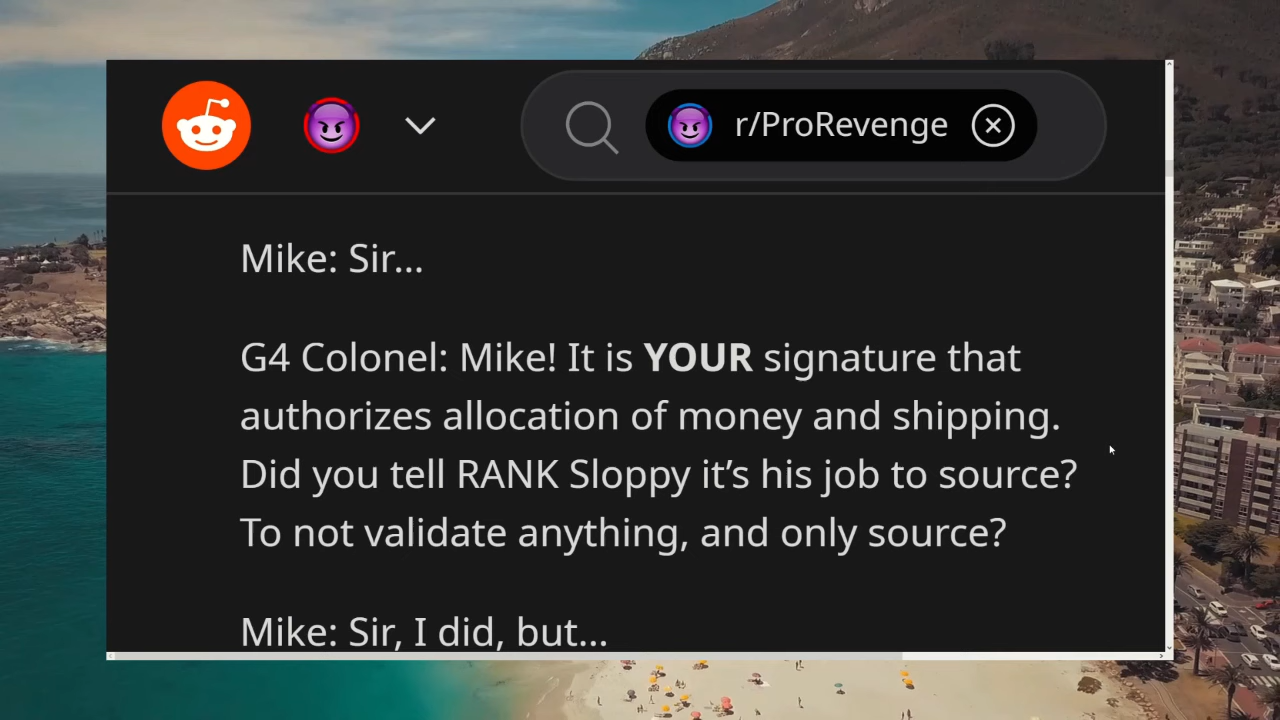 r/ProRevenge
Mike: Sir...
G4 Colonel: Mike! It is YOUR signature that
authorizes allocation of money and shipping.
Did you tell RANK Sloppy it’s his job to source?
To not validate anything, and only source?
Mike: Sir, I did, but...